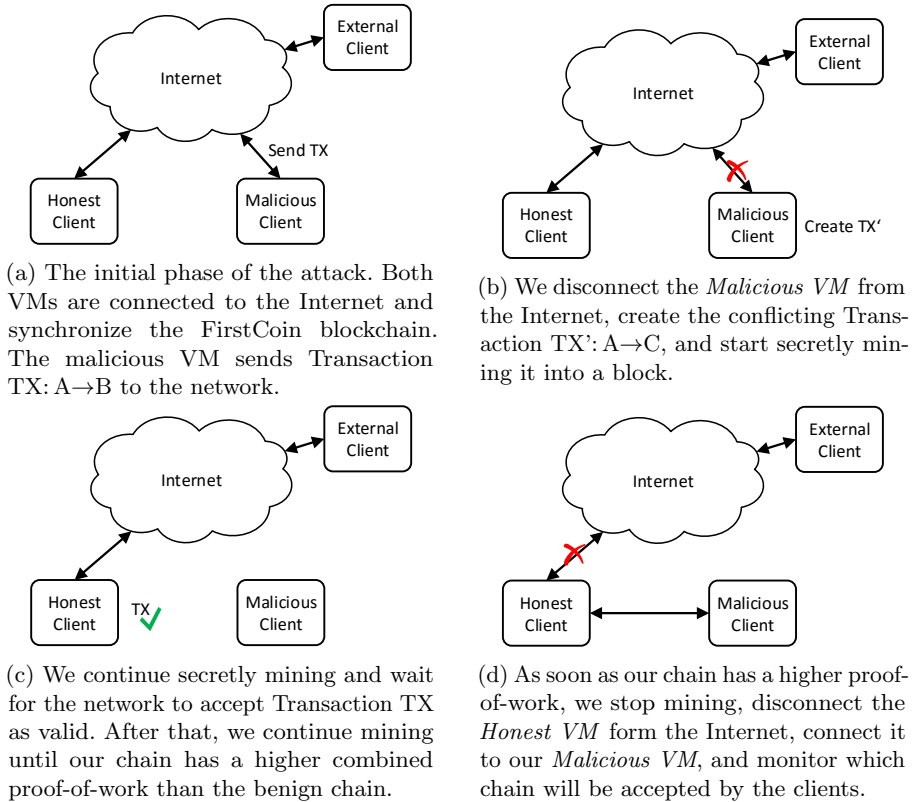 External
Client
Internet
Send TX
Honest
Client
Malicious
Client
(a) The initial phase of the attack. Both
VMs are connected to the Internet and
synchronize the FirstCoin blockchain.
The malicious VM sends Transaction
TX: A→B to the network.
External
Client
Internet
Honest
Client
Malicious
Client
Create TX‘
(b) We disconnect the Malicious VM from
the Internet, create the conflicting Trans-
action TX’: A→C, and start secretly min-
ing it into a block.
External
Client
Internet
Honest
Client
TX
Malicious
Client
(c) We continue secretly mining and wait
for the network to accept Transaction TX
as valid. After that, we continue mining
until our chain has a higher combined
proof-of-work than the benign chain.
External
Client
Internet
Honest
Client
Malicious
Client
(d) As soon as our chain has a higher proof-
of-work, we stop mining, disconnect the
Honest VM form the Internet, connect it
to our Malicious VM, and monitor which
chain will be accepted by the clients.